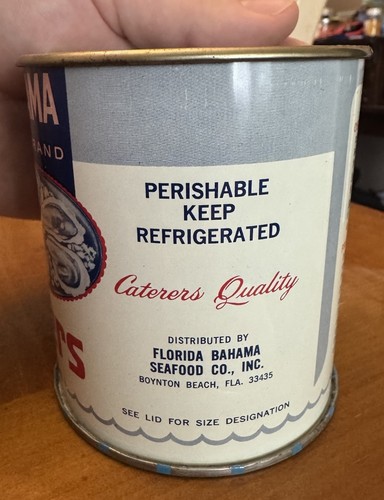 MA
RAND
PERISHABLE
KEEP
REFRIGERATED
Caterers Quality
rs
DISTRIBUTED BY
FLORIDA BAHAMA
SEAFOOD CO., INC.
BOYNTON BEACH, FLA. 33435
SEE LID FOR SIZE DESIGNATION